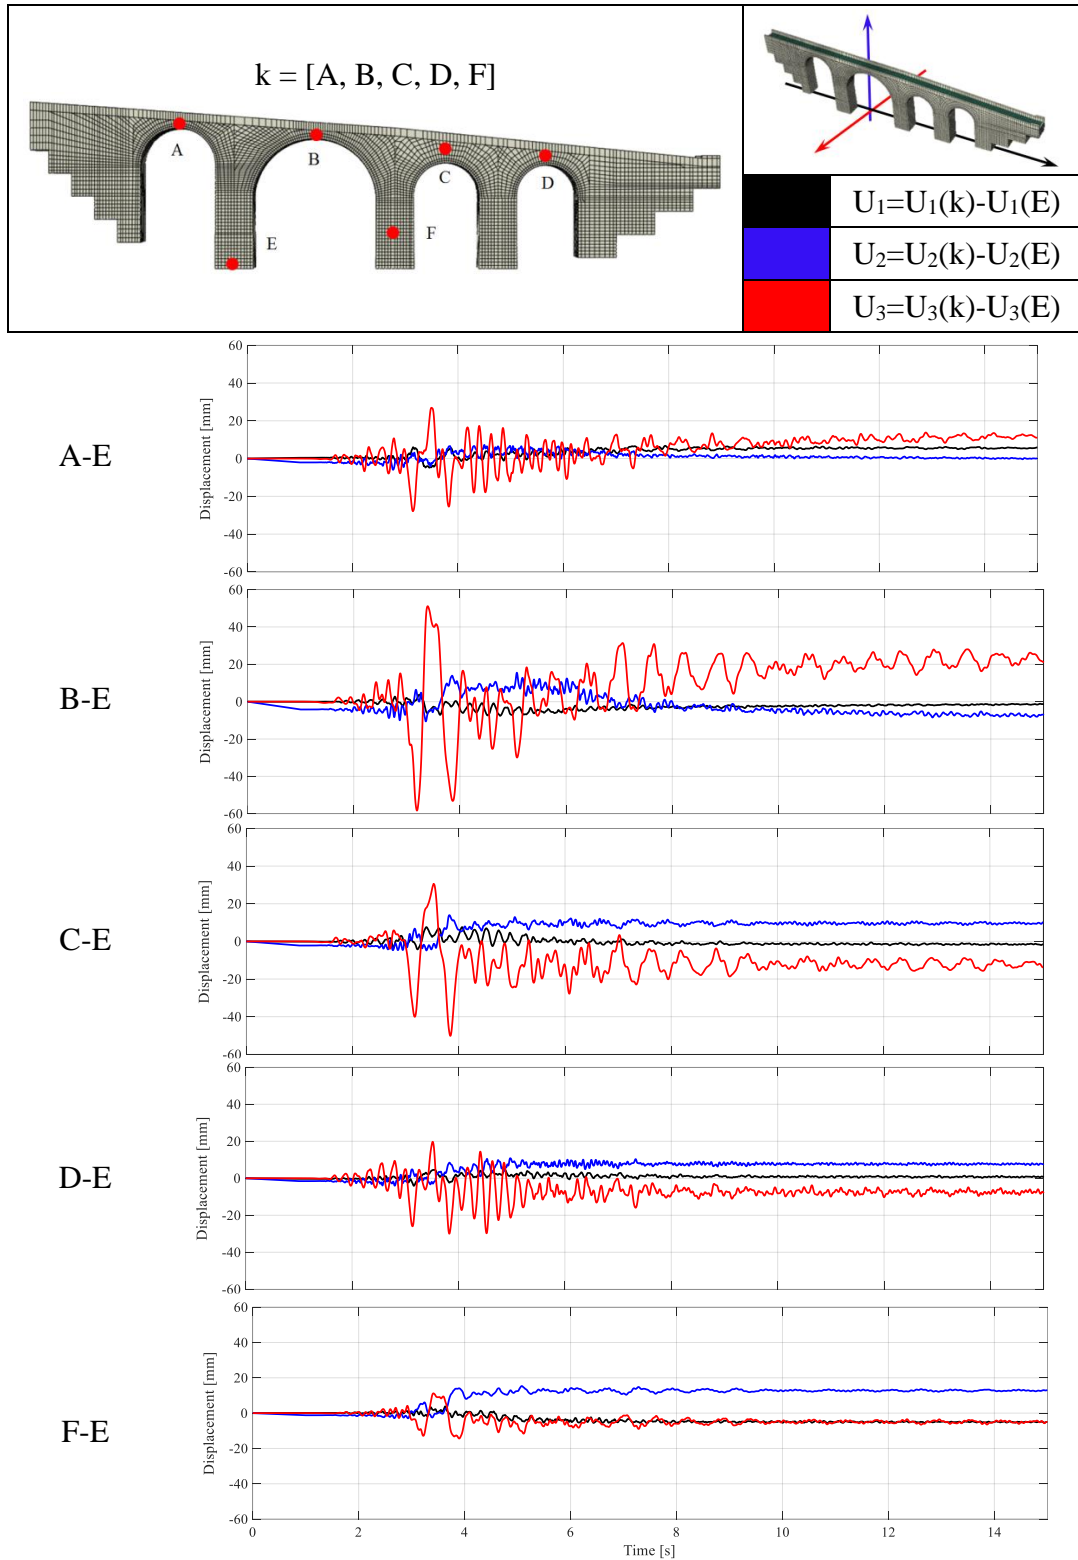 k = [A, B, C, D, F]
A
B
C
D
E
F
U₁=U₁(k)-U₁(E)
U₂=U₂(k)-U₂(E)
U₃=U₃(k)-U₃(E)
A-E
Displacement [mm]
60
40
20
0
-20
-40
-60
B-E
Displacement [mm]
60
40
20
0
-20
-40
-60
C-E
Displacement [mm]
60
40
20
0
-20
-40
-60
D-E
Displacement [mm]
60
40
20
0
-20
-40
-60
F-E
Displacement [mm]
60
40
20
0
-20
-40
-60
0 2 4 6 8 10 12 14
Time [s]